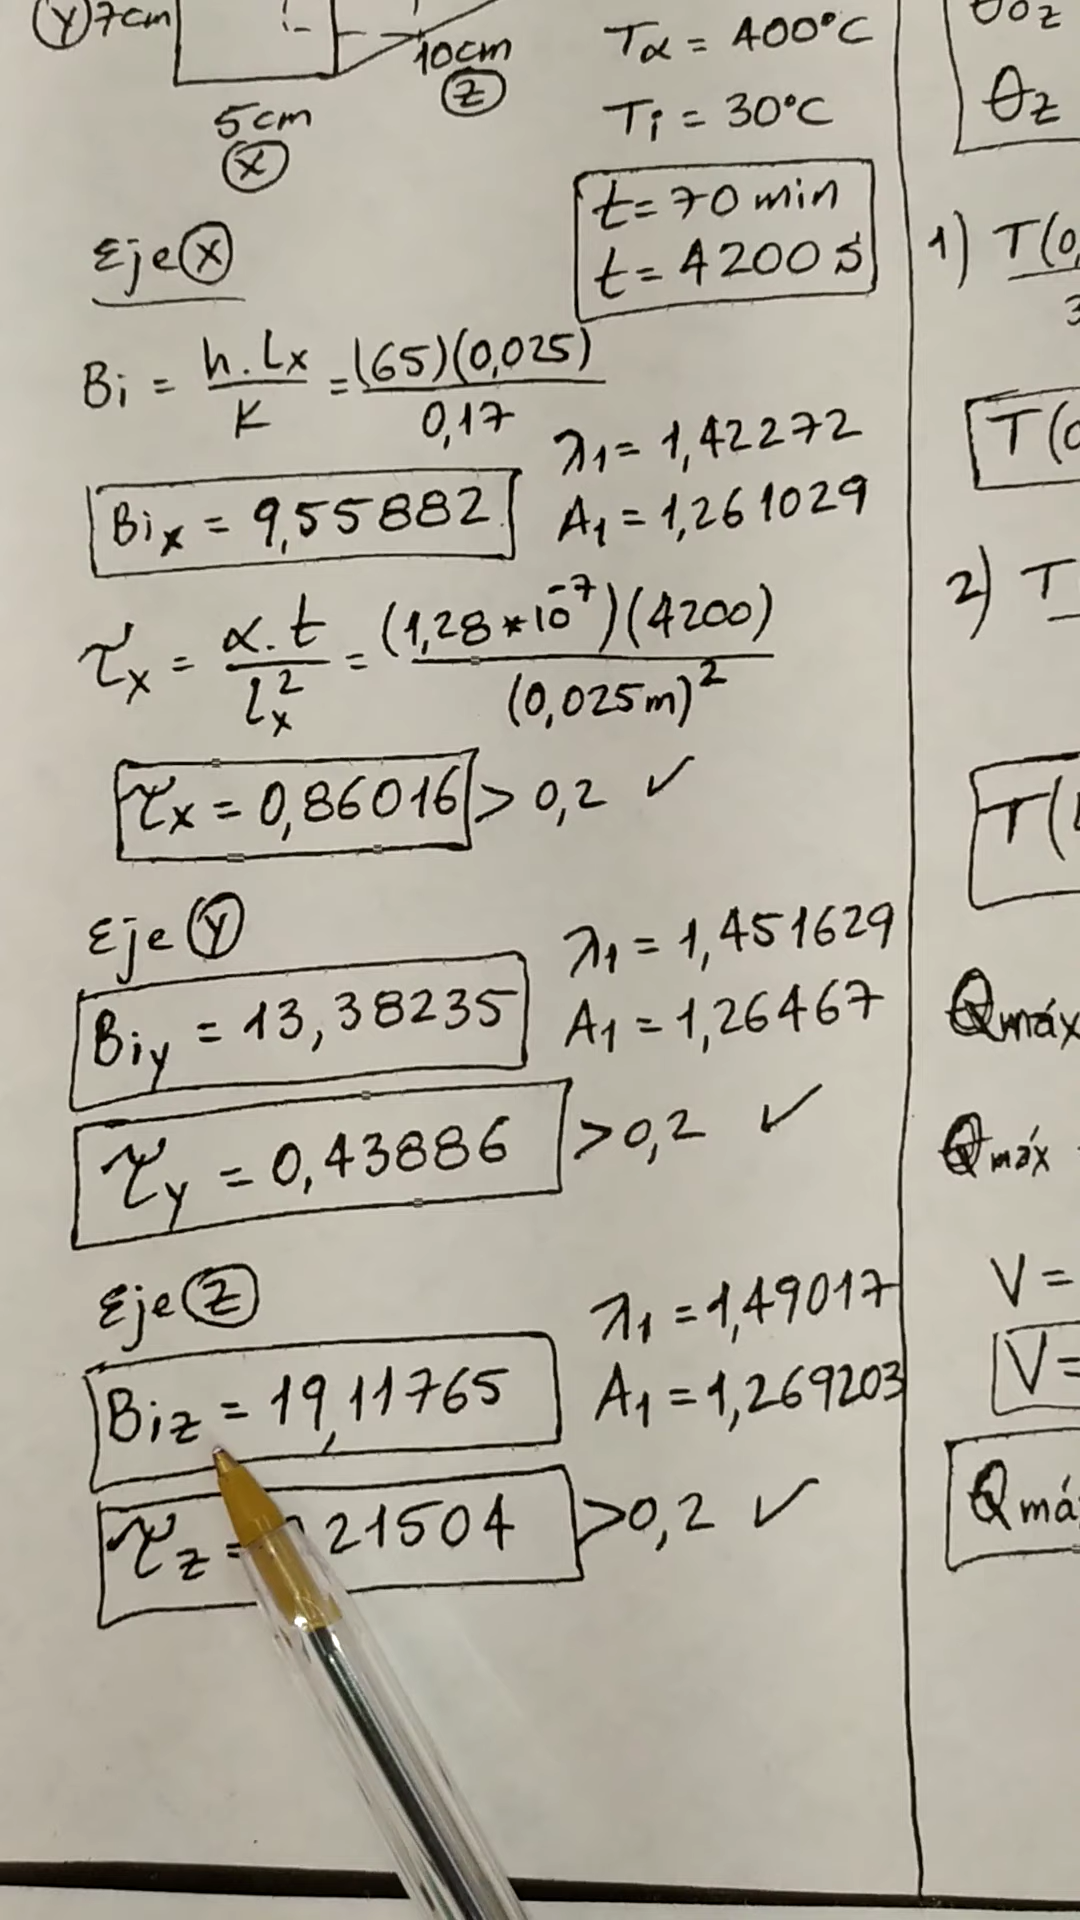 (Y) 7cm
10cm
(Z)
5cm
(X)
Tα = 400°C
Ti = 30°C
t = 70 min
t = 4200 s
Eje (X)
Bi = h.Lx / K = (65)(0,025) / 0,17
λ1 = 1,42272
Bix = 9,55882
A1 = 1,261029
τx = α.t / Lx² = (1,28*10⁻⁷)(4200) / (0,025m)²
τx = 0,86016 > 0,2 ✓
Eje (Y)
λ1 = 1,451629
Biy = 13,38235
A1 = 1,26467
τy = 0,43886 > 0,2 ✓
Eje (Z)
λ1 = 1,49017
Biz = 19,11765
A1 = 1,269203
τz = 21504 > 0,2 ✓
θoz
θz
1) T(0,
T(
2) T
T(
Qmáx
Qmáx
V =
V =
Qmá